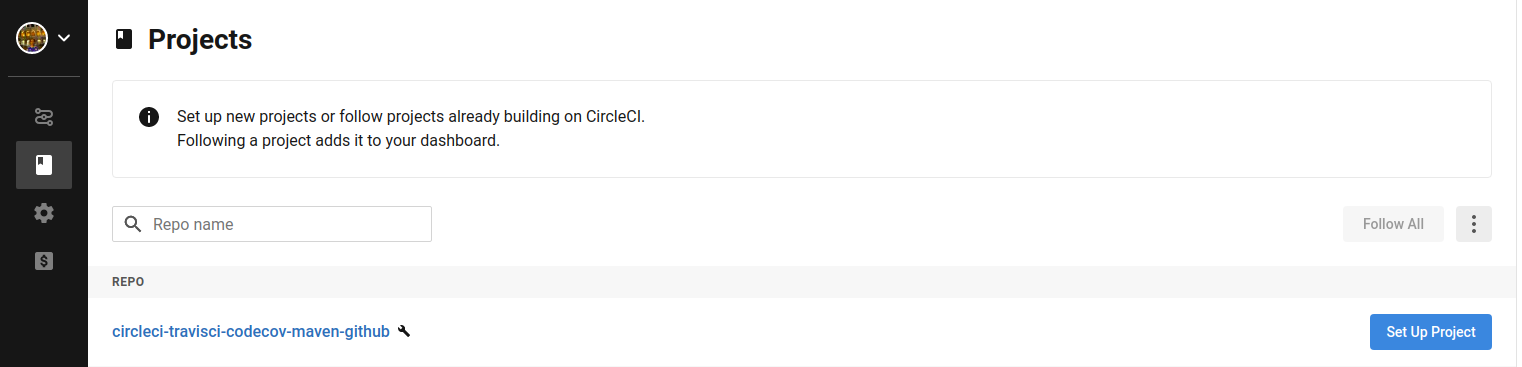 Projects
Set up new projects or follow projects already building on CircleCI.
Following a project adds it to your dashboard.
Repo name
Follow All
REPO
circleci-travisci-codecov-maven-github
Set Up Project